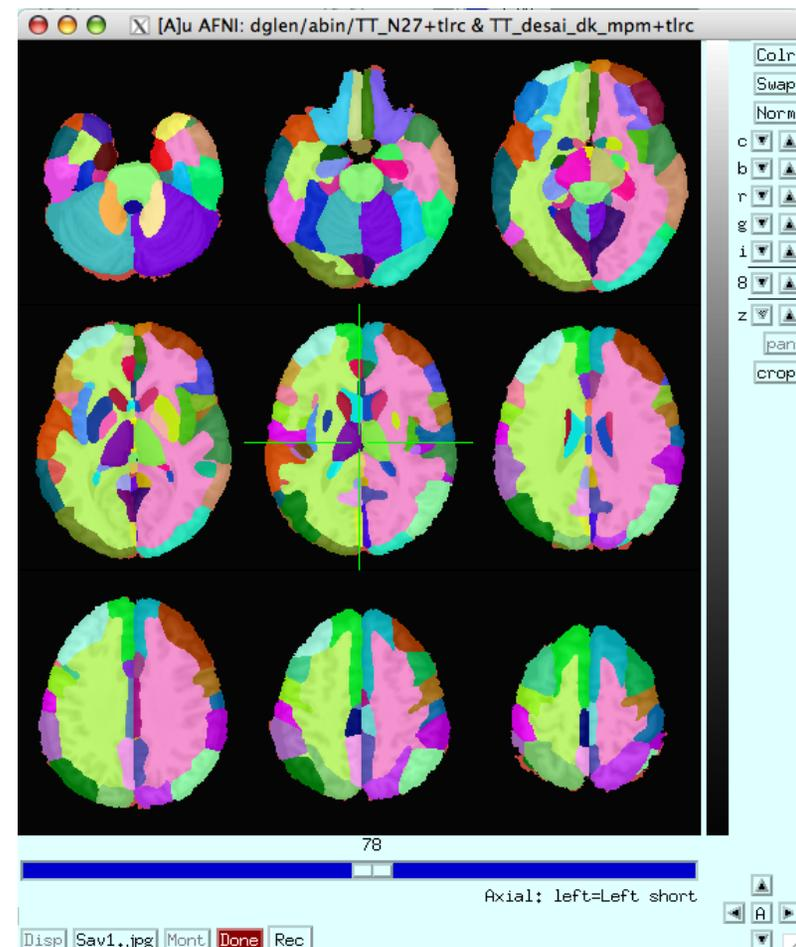 [A]u AFNI: dglen/abin/TT_N27+tlrc & TT_desai_dk_mpm+tlrc
Colr
Swap
Norm
c
b
r
g
i
8
z
pan
crop
78
Axial: left=Left short
A
Disp Sav1.jpg Mont Done Rec